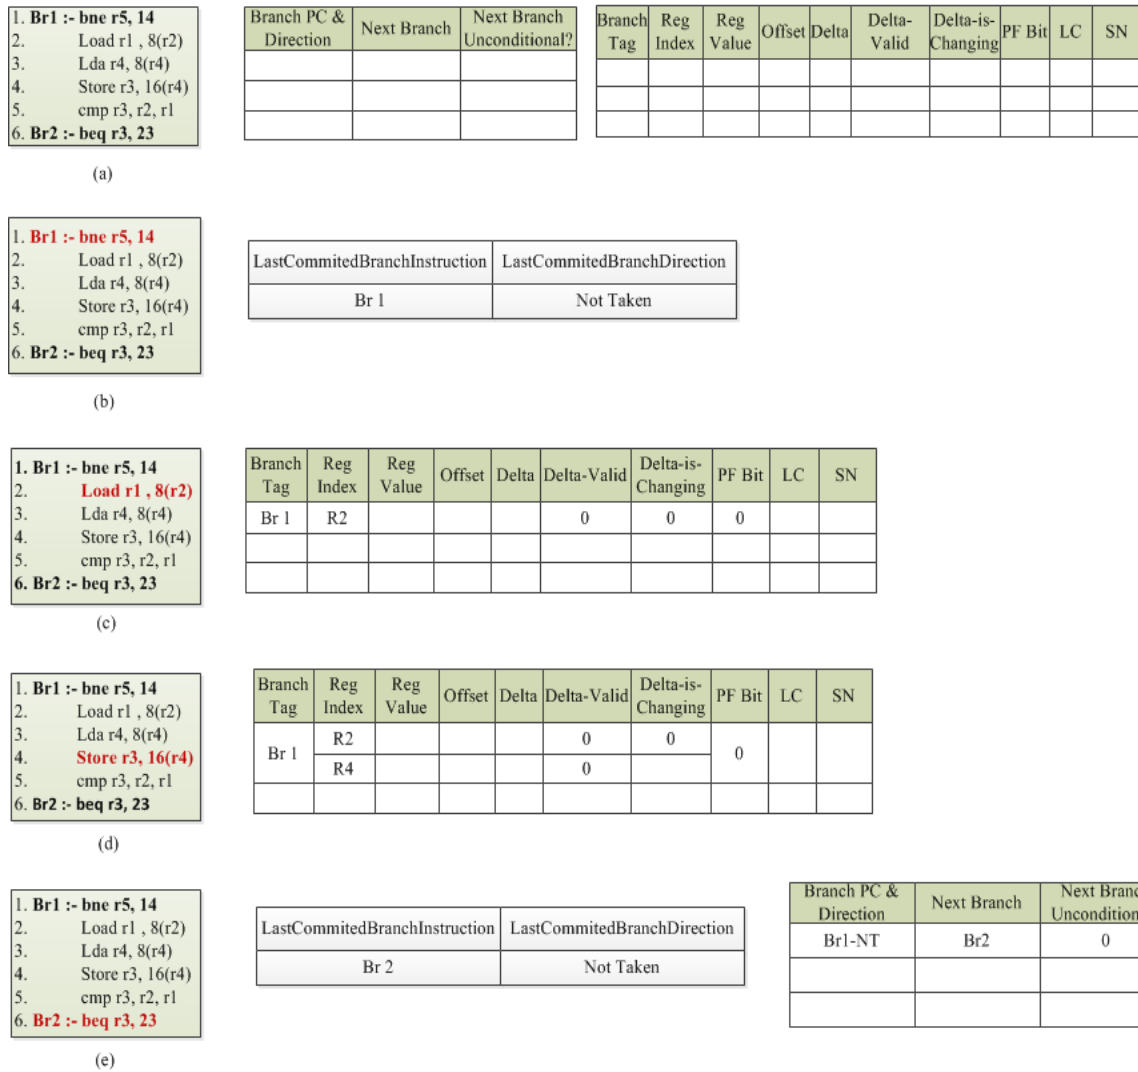 1. Br1 :- bne r5, 14
2. Load r1 , 8(r2)
3. Lda r4, 8(r4)
4. Store r3, 16(r4)
5. cmp r3, r2, r1
6. Br2 :- beq r3, 23
(a)
Branch PC & Direction Next Branch Next Branch Unconditional?
Branch Tag Reg Index Reg Value Offset Delta Delta-Valid Delta-is-Changing PF Bit LC SN
1. Br1 :- bne r5, 14
2. Load r1 , 8(r2)
3. Lda r4, 8(r4)
4. Store r3, 16(r4)
5. cmp r3, r2, r1
6. Br2 :- beq r3, 23
(b)
LastCommitedBranchInstruction LastCommitedBranchDirection
Br 1 Not Taken
1. Br1 :- bne r5, 14
2. Load r1 , 8(r2)
3. Lda r4, 8(r4)
4. Store r3, 16(r4)
5. cmp r3, r2, r1
6. Br2 :- beq r3, 23
(c)
Branch Tag Reg Index Reg Value Offset Delta Delta-Valid Delta-is-Changing PF Bit LC SN
Br 1 R2 0 0 0
1. Br1 :- bne r5, 14
2. Load r1 , 8(r2)
3. Lda r4, 8(r4)
4. Store r3, 16(r4)
5. cmp r3, r2, r1
6. Br2 :- beq r3, 23
(d)
Branch Tag Reg Index Reg Value Offset Delta Delta-Valid Delta-is-Changing PF Bit LC SN
Br 1 R2 0 0 0
R4 0
1. Br1 :- bne r5, 14
2. Load r1 , 8(r2)
3. Lda r4, 8(r4)
4. Store r3, 16(r4)
5. cmp r3, r2, r1
6. Br2 :- beq r3, 23
(e)
LastCommitedBranchInstruction LastCommitedBranchDirection
Br 2 Not Taken
Branch PC & Direction Next Branch Next
Br1-NT Br2 0